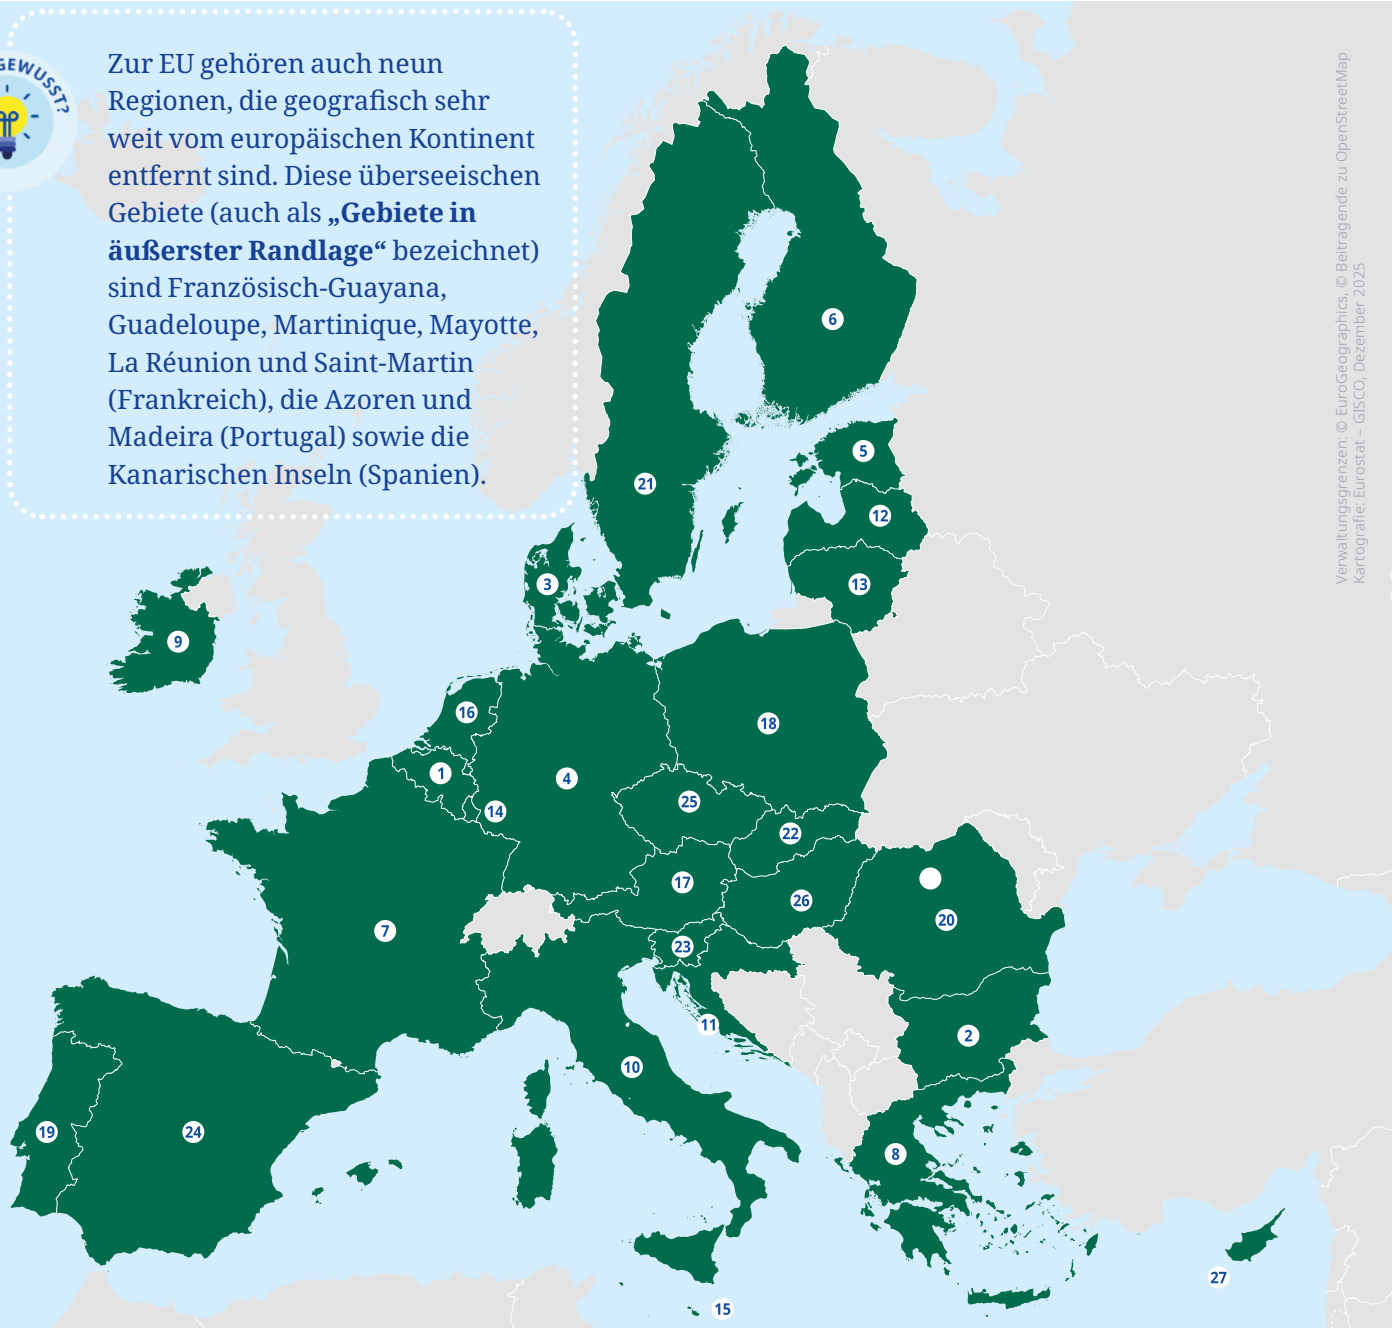 GEWUSST?
Zur EU gehören auch neun
Regionen, die geografisch sehr
weit vom europäischen Kontinent
entfernt sind. Diese überseeischen
Gebiete (auch als „Gebiete in
äußerster Randlage“ bezeichnet)
sind Französisch-Guayana,
Guadeloupe, Martinique, Mayotte,
La Réunion und Saint-Martin
(Frankreich), die Azoren und
Madeira (Portugal) sowie die
Kanarischen Inseln (Spanien).
Verwaltungsgrenzen: © EuroGeographics, © Beitragende zu OpenStreetMap
Kartografie: Eurostat – GISCO, Dezember 2025
6
5
21
12
3
13
9
16
18
1
4
25
14
22
17
26
20
7
23
11
2
10
19
24
8
27
15